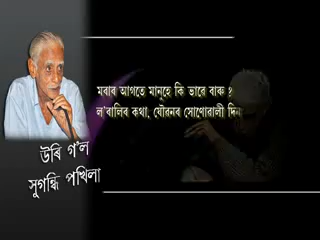 মৰাৰ আগতে মানুহে কি ভাবে বাৰু ?
ল'ৰালিৰ কথা, যৌৱনৰ সোণোৱালী দিন
উৰি গ'ল
সুগন্ধি পখিলা